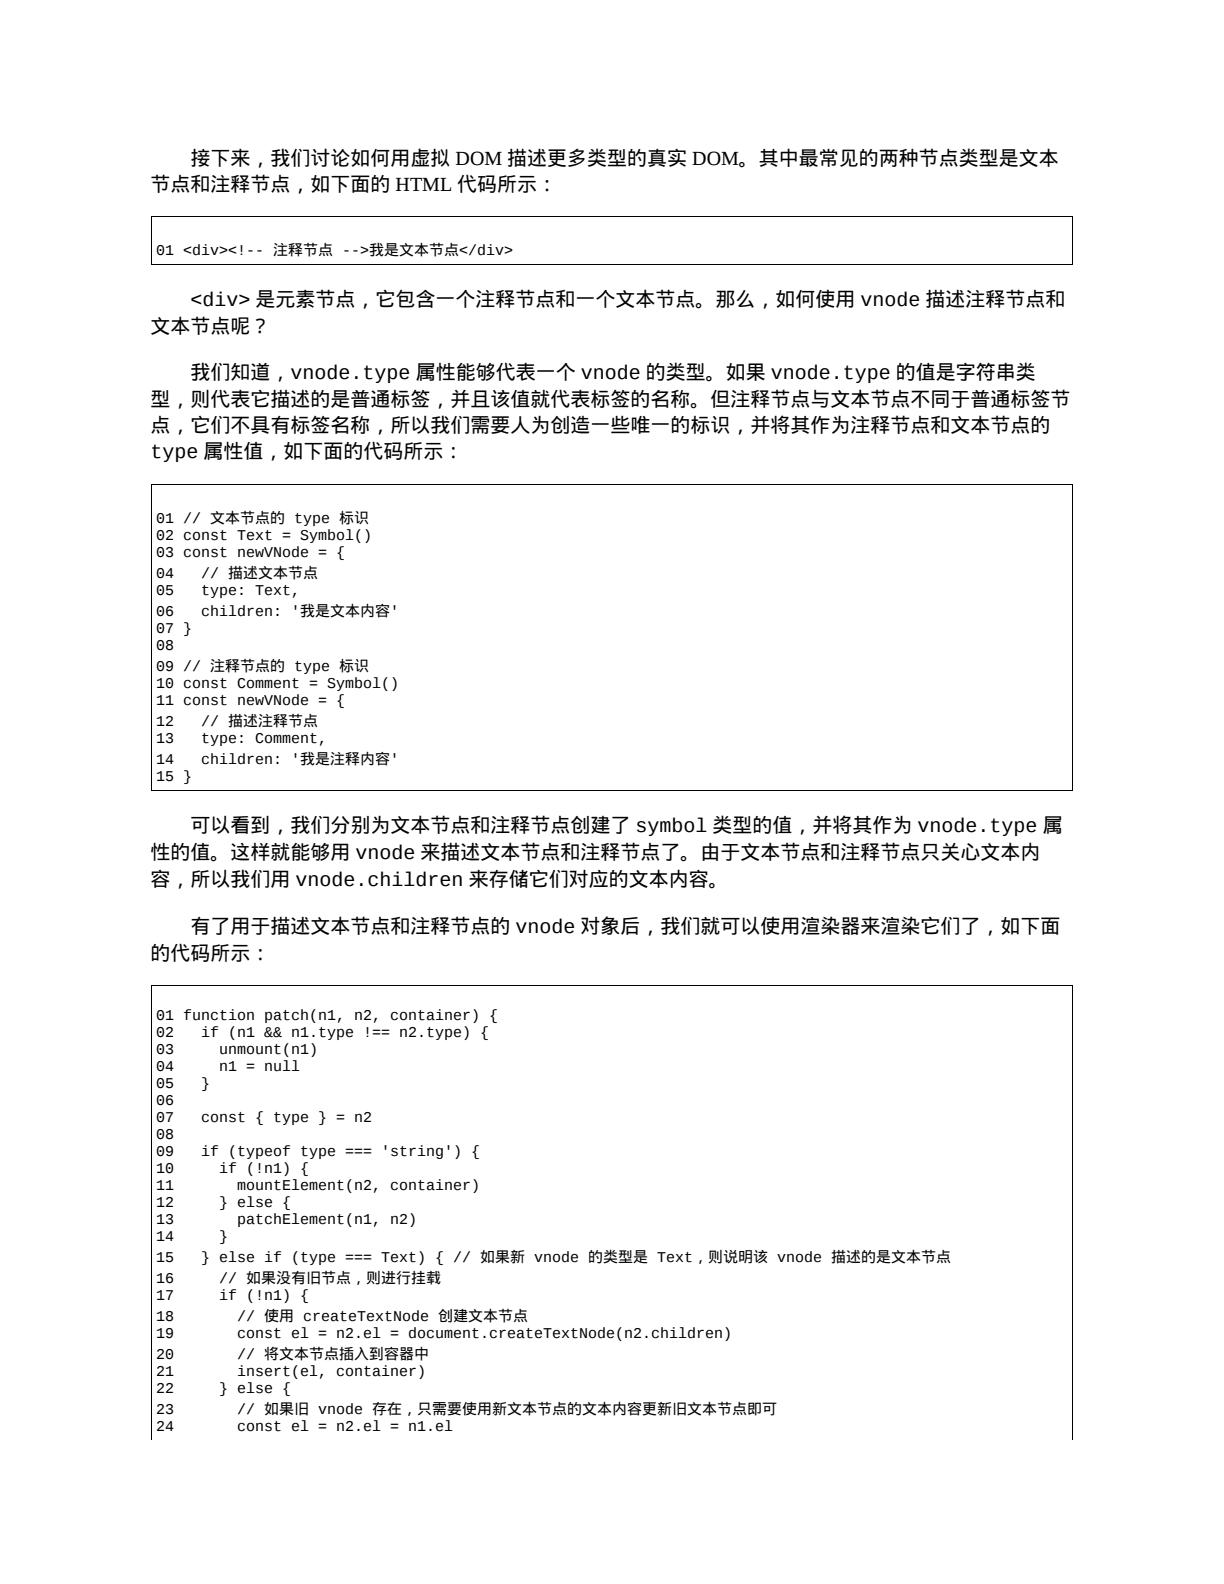 接下来，我们讨论如何用虚拟 DOM 描述更多类型的真实 DOM。其中最常见的两种节点类型是文本
节点和注释节点，如下面的 HTML 代码所示：
01 <div><!-- 注释节点 -->我是文本节点</div>
<div> 是元素节点，它包含一个注释节点和一个文本节点。那么，如何使用 vnode 描述注释节点和
文本节点呢？
我们知道，vnode.type 属性能够代表一个 vnode 的类型。如果 vnode.type 的值是字符串类
型，则代表它描述的是普通标签，并且该值就代表标签的名称。但注释节点与文本节点不同于普通标签节
点，它们不具有标签名称，所以我们需要人为创造一些唯一的标识，并将其作为注释节点和文本节点的
type 属性值，如下面的代码所示：
01 // 文本节点的 type 标识
02 const Text = Symbol()
03 const newVNode = {
04   // 描述文本节点
05   type: Text,
06   children: '我是文本内容'
07 }
08
09 // 注释节点的 type 标识
10 const Comment = Symbol()
11 const newVNode = {
12   // 描述注释节点
13   type: Comment,
14   children: '我是注释内容'
15 }
可以看到，我们分别为文本节点和注释节点创建了 symbol 类型的值，并将其作为 vnode.type 属
性的值。这样就能够用 vnode 来描述文本节点和注释节点了。由于文本节点和注释节点只关心文本内
容，所以我们用 vnode.children 来存储它们对应的文本内容。
有了用于描述文本节点和注释节点的 vnode 对象后，我们就可以使用渲染器来渲染它们了，如下面
的代码所示：
01 function patch(n1, n2, container) {
02   if (n1 && n1.type !== n2.type) {
03     unmount(n1)
04     n1 = null
05   }
06
07   const { type } = n2
08
09   if (typeof type === 'string') {
10     if (!n1) {
11       mountElement(n2, container)
12     } else {
13       patchElement(n1, n2)
14     }
15   } else if (type === Text) { // 如果新 vnode 的类型是 Text，则说明该 vnode 描述的是文本节点
16     // 如果没有旧节点，则进行挂载
17     if (!n1) {
18       // 使用 createTextNode 创建文本节点
19       const el = n2.el = document.createTextNode(n2.children)
20       // 将文本节点插入到容器中
21       insert(el, container)
22     } else {
23       // 如果旧 vnode 存在，只需要使用新文本节点的文本内容更新旧文本节点即可
24       const el = n2.el = n1.el